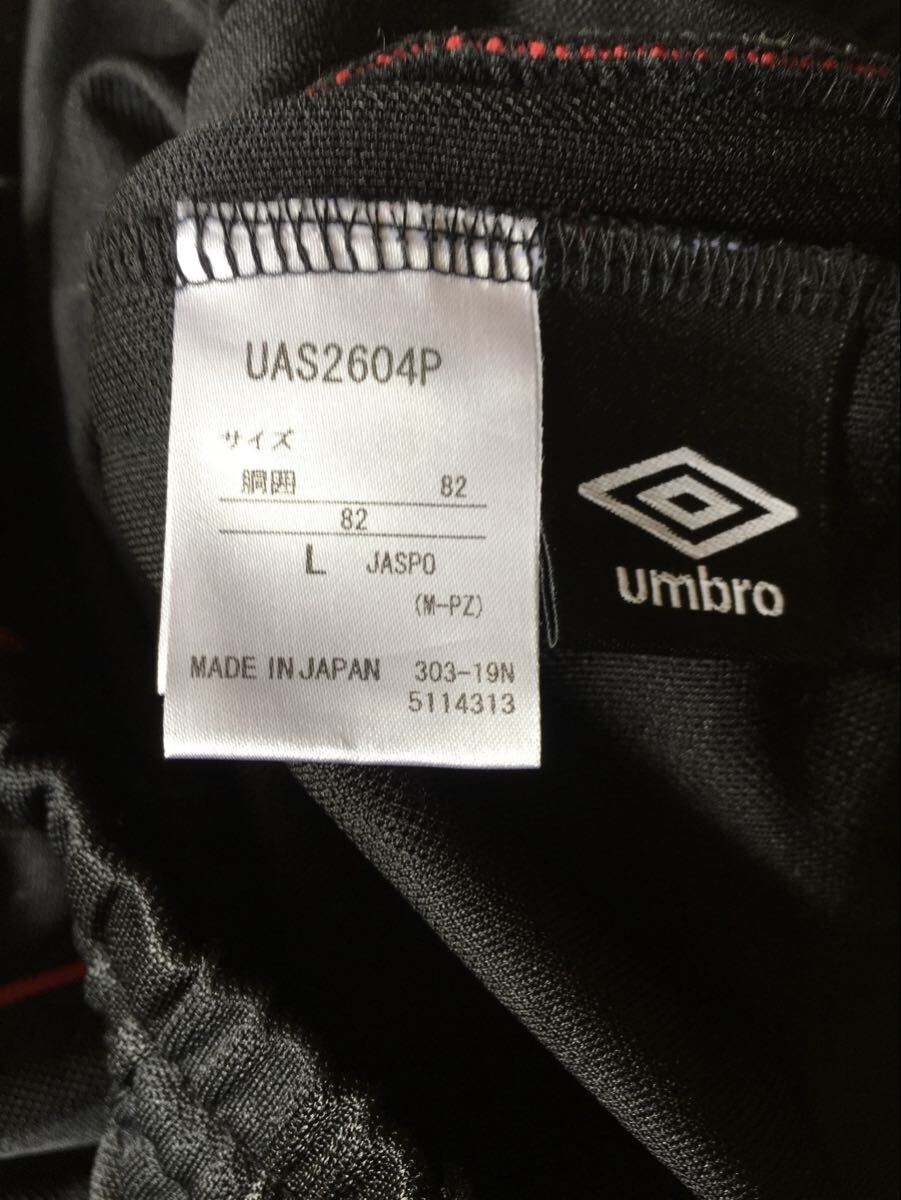 UAS2604P
サイズ
胴囲 82
82
L JASPO
(M-PZ)
MADE IN JAPAN 303-19N
5114313
umbro